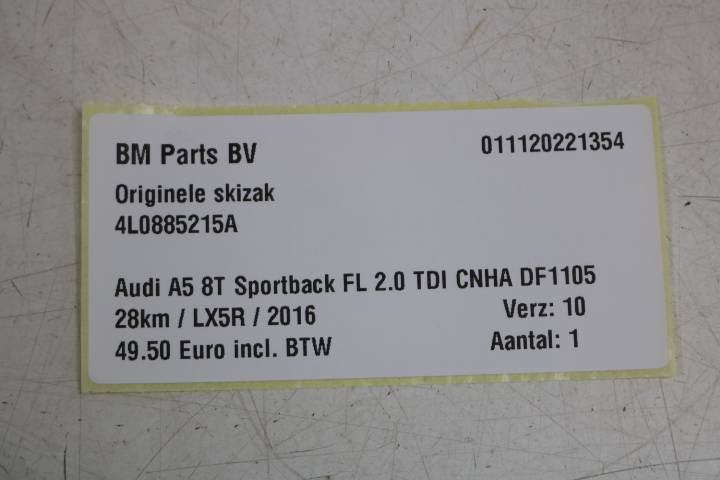 BM Parts BV 011120221354
Originele skizak
4L0885215A
Audi A5 8T Sportback FL 2.0 TDI CNHA DF1105
28km / LX5R / 2016 Verz: 10
49.50 Euro incl. BTW Aantal: 1